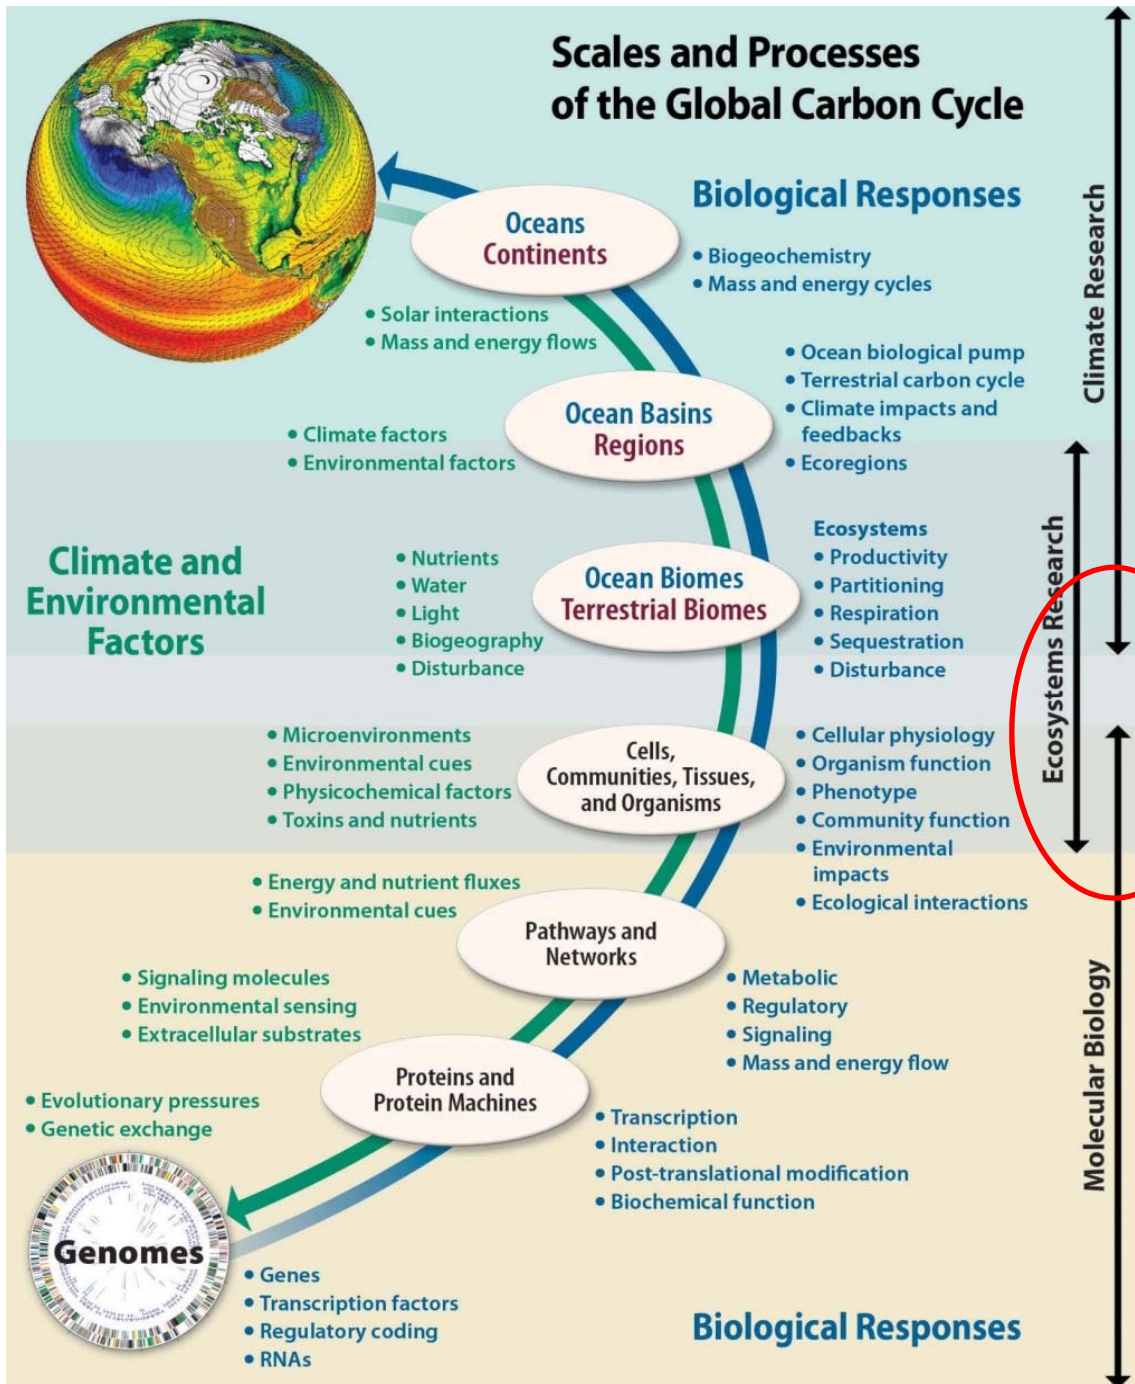 Scales and Processes
of the Global Carbon Cycle
Biological Responses
Oceans
Continents
• Biogeochemistry
• Mass and energy cycles
• Solar interactions
• Mass and energy flows
Climate Research
Ocean Basins
Regions
• Ocean biological pump
• Terrestrial carbon cycle
• Climate impacts and
feedbacks
• Ecoregions
• Climate factors
• Environmental factors
Climate and
Environmental
Factors
• Nutrients
• Water
• Light
• Biogeography
• Disturbance
Ocean Biomes
Terrestrial Biomes
Ecosystems
• Productivity
• Partitioning
• Respiration
• Sequestration
• Disturbance
Ecosystems Research
• Microenvironments
• Environmental cues
• Physicochemical factors
• Toxins and nutrients
Cells,
Communities, Tissues,
and Organisms
• Cellular physiology
• Organism function
• Phenotype
• Community function
• Environmental
impacts
• Ecological interactions
• Energy and nutrient fluxes
• Environmental cues
Pathways and
Networks
• Metabolic
• Regulatory
• Signaling
• Mass and energy flow
Molecular Biology
• Signaling molecules
• Environmental sensing
• Extracellular substrates
Proteins and
Protein Machines
• Transcription
• Interaction
• Post-translational modification
• Biochemical function
• Evolutionary pressures
• Genetic exchange
Genomes
• Genes
• Transcription factors
• Regulatory coding
• RNAs
Biological Responses